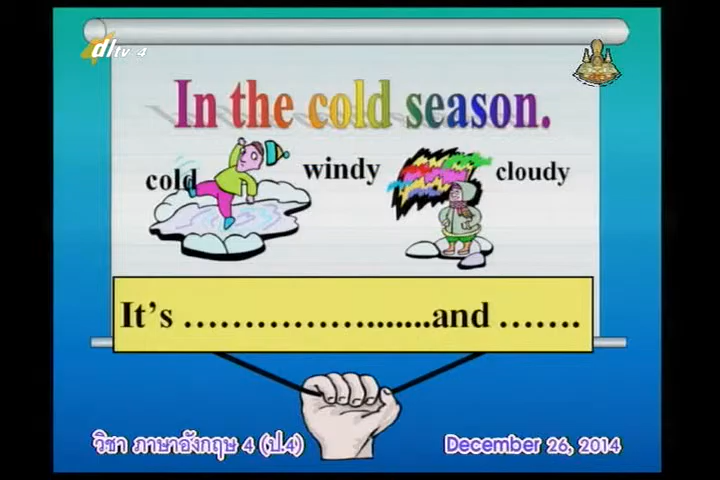 dltv 4
In the cold season.
cold windy cloudy
It's …………….......and …….
วิชา ภาษาอังกฤษ 4 (ป.4) December 26, 2014